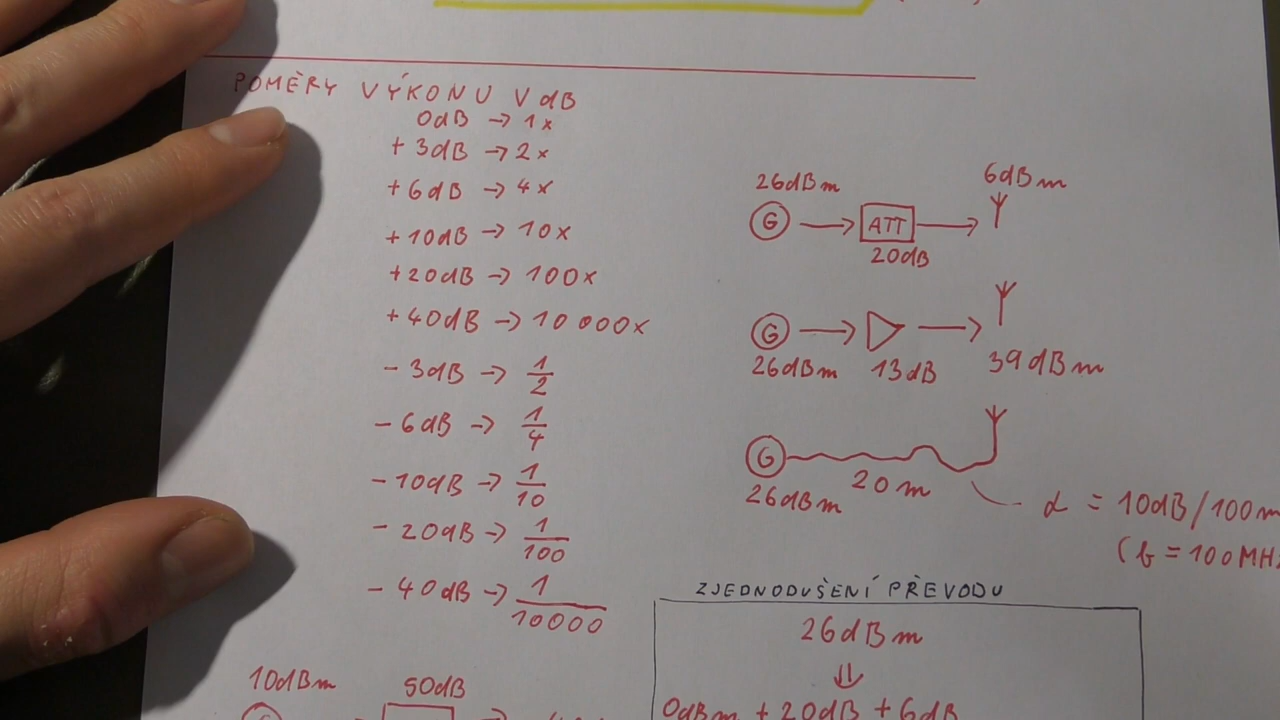 POMĚRY VÝKONU V dB
0dB → 1x
+ 3dB → 2x
+ 6dB → 4x
+ 10dB → 10x
+ 20dB → 100x
+ 40dB → 10 000x
- 3dB → 1/2
- 6dB → 1/4
- 10dB → 1/10
- 20dB → 1/100
- 40dB → 1/10000
26dBm 6dBm
G ATT
20dB
G
26dBm 13dB 39dBm
G
20m
26dBm
α = 10dB/100m
(f = 100MHz
ZJEDNODUŠENÍ PŘEVODU
26dBm
⇓
0dBm + 20dB + 6dB
10dBm 50dB
G